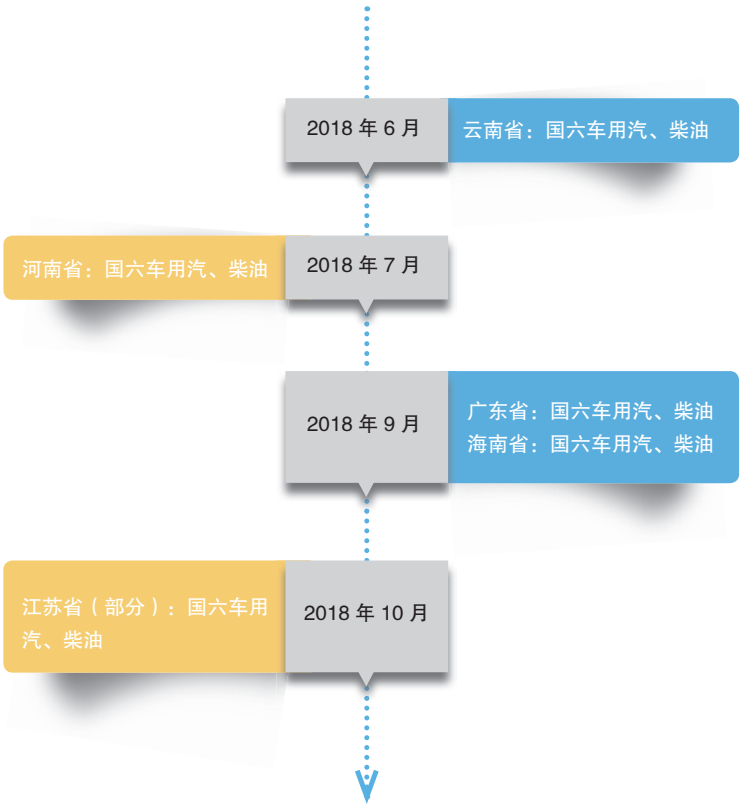 2018 年 6 月
云南省：国六车用汽、柴油
河南省：国六车用汽、柴油
2018 年 7 月
2018 年 9 月
广东省：国六车用汽、柴油
海南省：国六车用汽、柴油
江苏省（部分）：国六车用
汽、柴油
2018 年 10 月